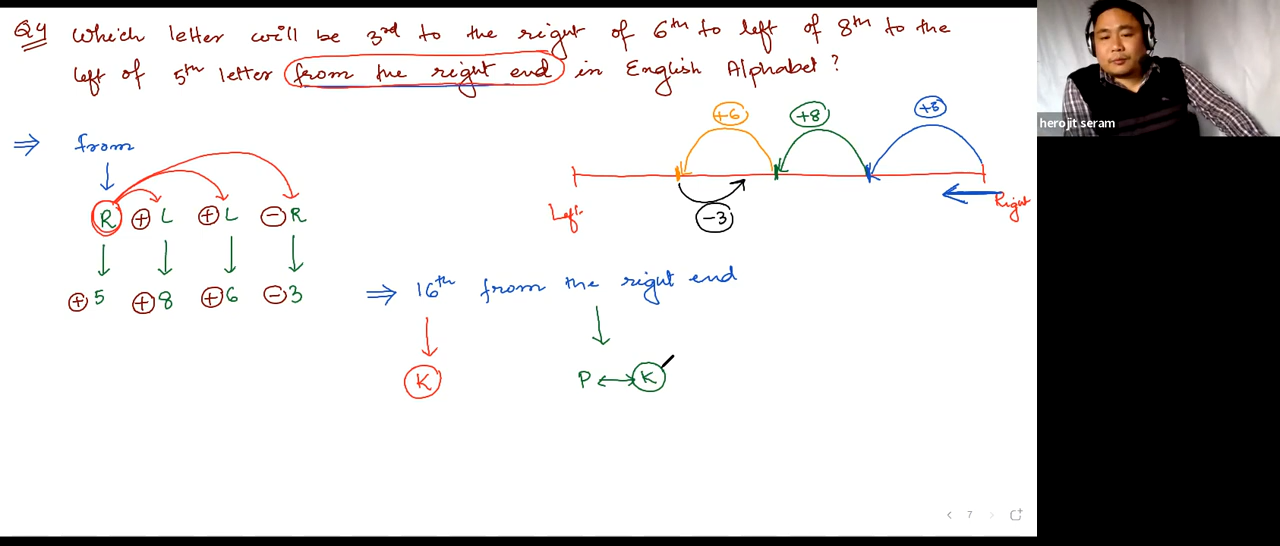 Q4 Which letter will be 3rd to the right of 6th to left of 8th to the
left of 5th letter from the right end in English Alphabet?
+6 +8 +5
herojit seram
⇒ from
R + L + L − R
−3
Left Right
+5 +8 +6 −3 ⇒ 16th from the right end
K P ↔ K
< 7 >